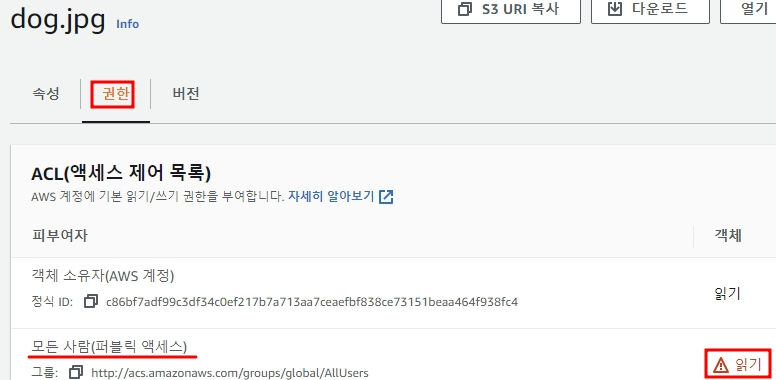 dog.jpg Info
S3 URI 복사 다운로드 열기
속성 권한 버전
ACL(액세스 제어 목록)
AWS 계정에 기본 읽기/쓰기 권한을 부여합니다. 자세히 알아보기
피부여자 객체
객체 소유자(AWS 계정)
정식 ID: c86bf7adf99c3df34c0ef217b7a713aa7ceaefbf838ce73151beaa464f938fc4
읽기
모든 사람(퍼블릭 액세스)
그룹: http://acs.amazonaws.com/groups/global/AllUsers
읽기